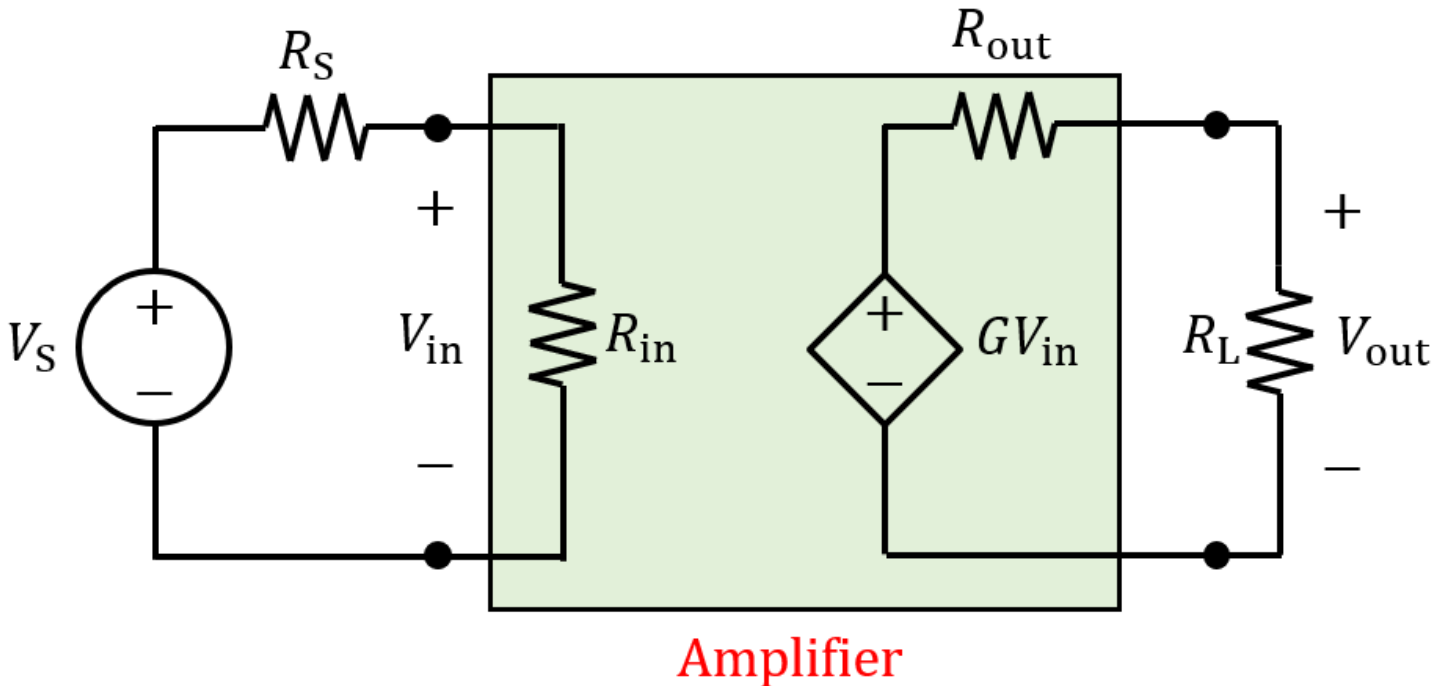 R_S
R_out
+
+
+
V_S
V_in
R_in
+
GV_in
R_L
V_out
−
−
−
−
Amplifier